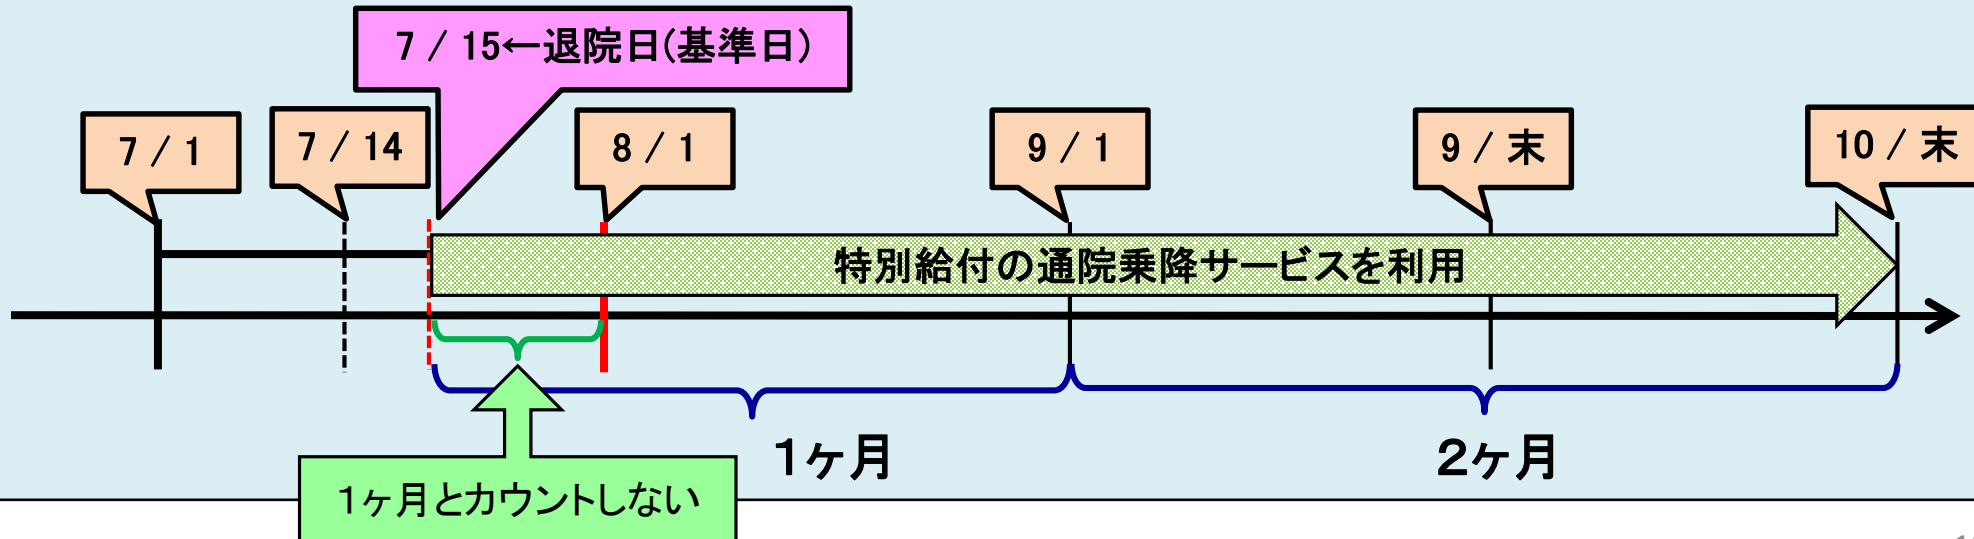 7 / 15←退院日(基準日)
7 / 1
7 / 14
8 / 1
9 / 1
9 / 末
10 / 末
特別給付の通院乗降サービスを利用
1ヶ月
2ヶ月
1ヶ月とカウントしない